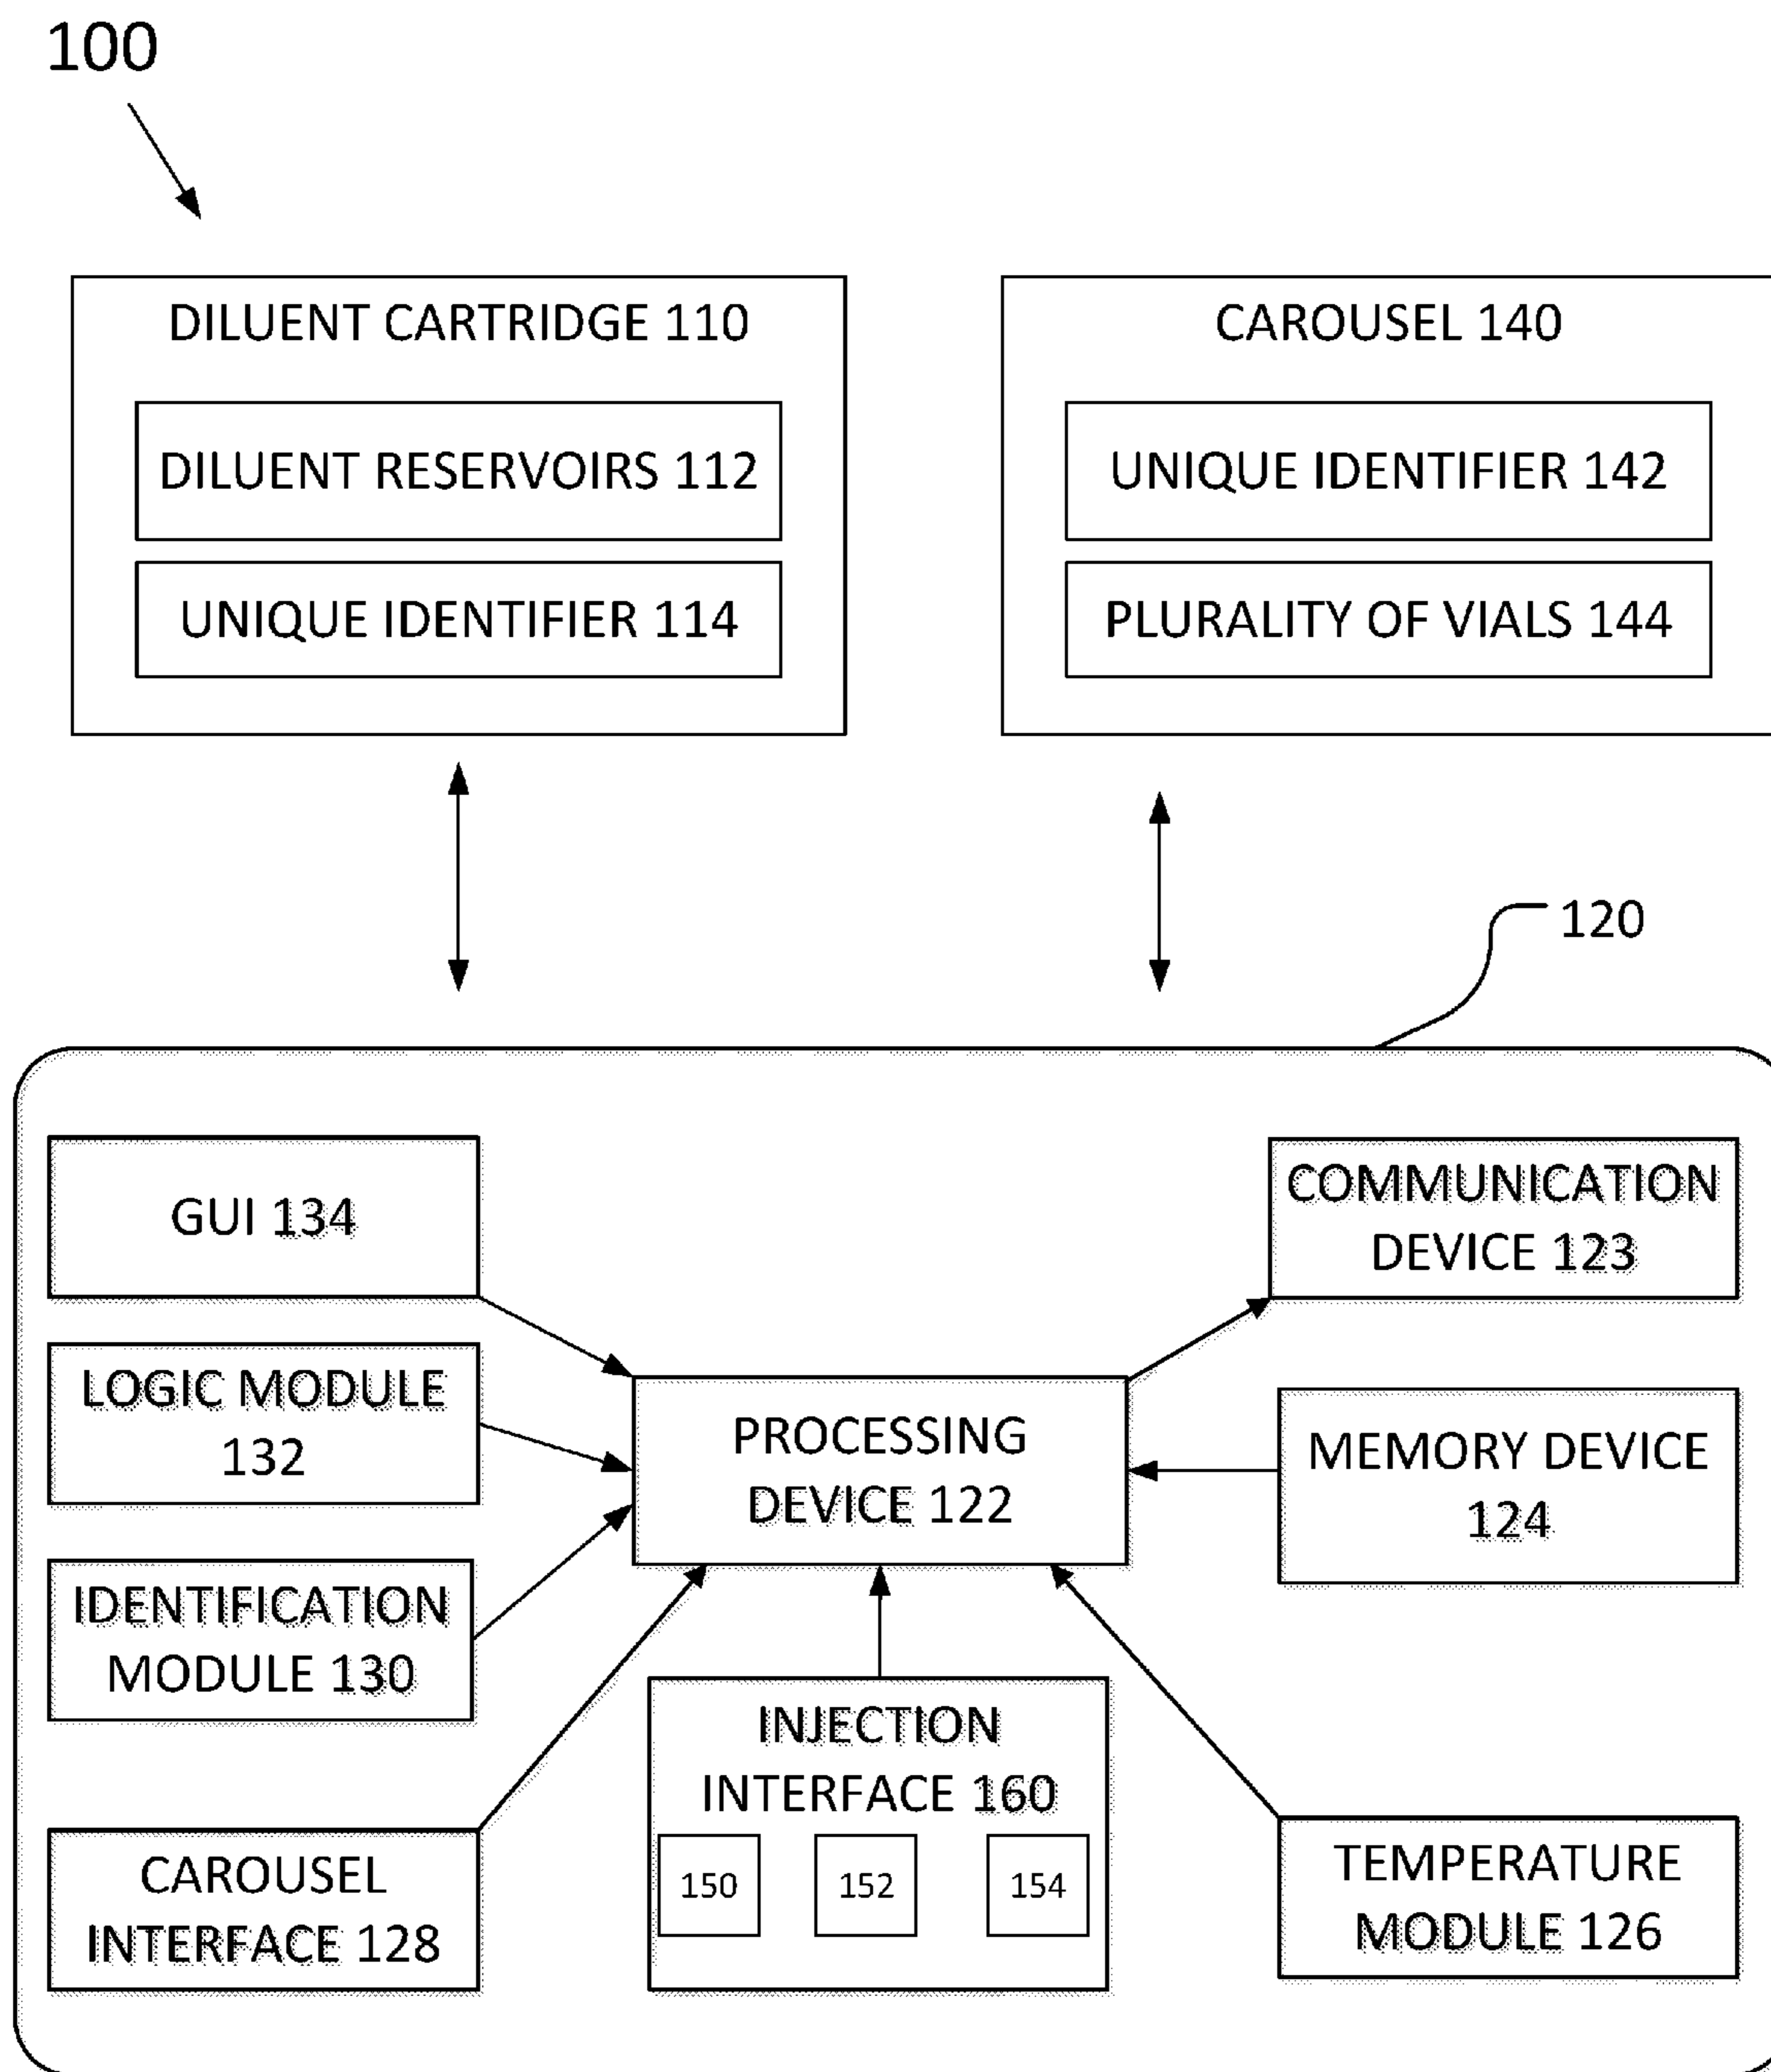 100
DILUENT CARTRIDGE 110
DILUENT RESERVOIRS 112
UNIQUE IDENTIFIER 114
CAROUSEL 140
UNIQUE IDENTIFIER 142
PLURALITY OF VIALS 144
120
GUI 134
LOGIC MODULE
132
IDENTIFICATION
MODULE 130
CAROUSEL
INTERFACE 128
PROCESSING
DEVICE 122
INJECTION
INTERFACE 160
150
152
154
COMMUNICATION
DEVICE 123
MEMORY DEVICE
124
TEMPERATURE
MODULE 126